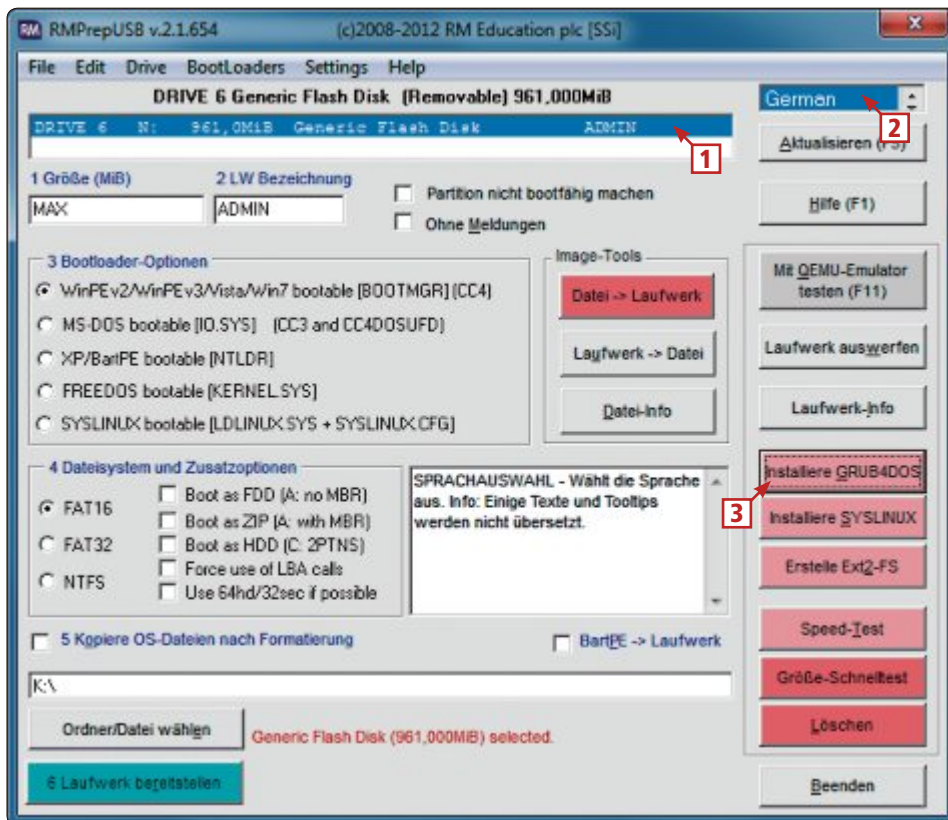 RM RMPrepUSB v.2.1.654 (c)2008-2012 RM Education plc [SSi]
File Edit Drive BootLoaders Settings Help
DRIVE 6 Generic Flash Disk (Removable) 961,000MiB
German
2
DRIVE 6 N: 961,0MiB Generic Flash Disk ADMIN
1
Aktualisieren (F5)
1 Größe (MiB) 2 LW Bezeichnung
MAX ADMIN
Partition nicht bootfähig machen
Ohne Meldungen
Hilfe (F1)
3 Bootloader-Optionen
WinPEv2/WinPEv3/Vista/Win7 bootable [BOOTMGR] (CC4)
MS-DOS bootable [IO.SYS] (CC3 and CC4DOSUFD)
XP/BartPE bootable [NTLDR]
FREEDOS bootable [KERNEL.SYS]
SYSLINUX bootable [LDLINUX.SYS + SYSLINUX.CFG]
Image-Tools
Datei -> Laufwerk
Laufwerk -> Datei
Datei-Info
Mit QEMU-Emulator
testen (F11)
Laufwerk auswerfen
Laufwerk-Info
4 Dateisystem und Zusatzoptionen
FAT16
FAT32
NTFS
Boot as FDD (A: no MBR)
Boot as ZIP (A: with MBR)
Boot as HDD (C: 2PTNS)
Force use of LBA calls
Use 64hd/32sec if possible
SPRACHAUSWAHL - Wählt die Sprache
aus. Info: Einige Texte und Tooltips
werden nicht übersetzt.
Installiere GRUB4DOS
3
Installiere SYSLINUX
Erstelle Ext2-FS
5 Kopiere OS-Dateien nach Formatierung
BartPE -> Laufwerk
Speed-Test
K:\
Größe-Schnelltest
Ordner/Datei wählen
Generic Flash Disk (961,000MiB) selected.
Löschen
6 Laufwerk bereitstellen
Beenden